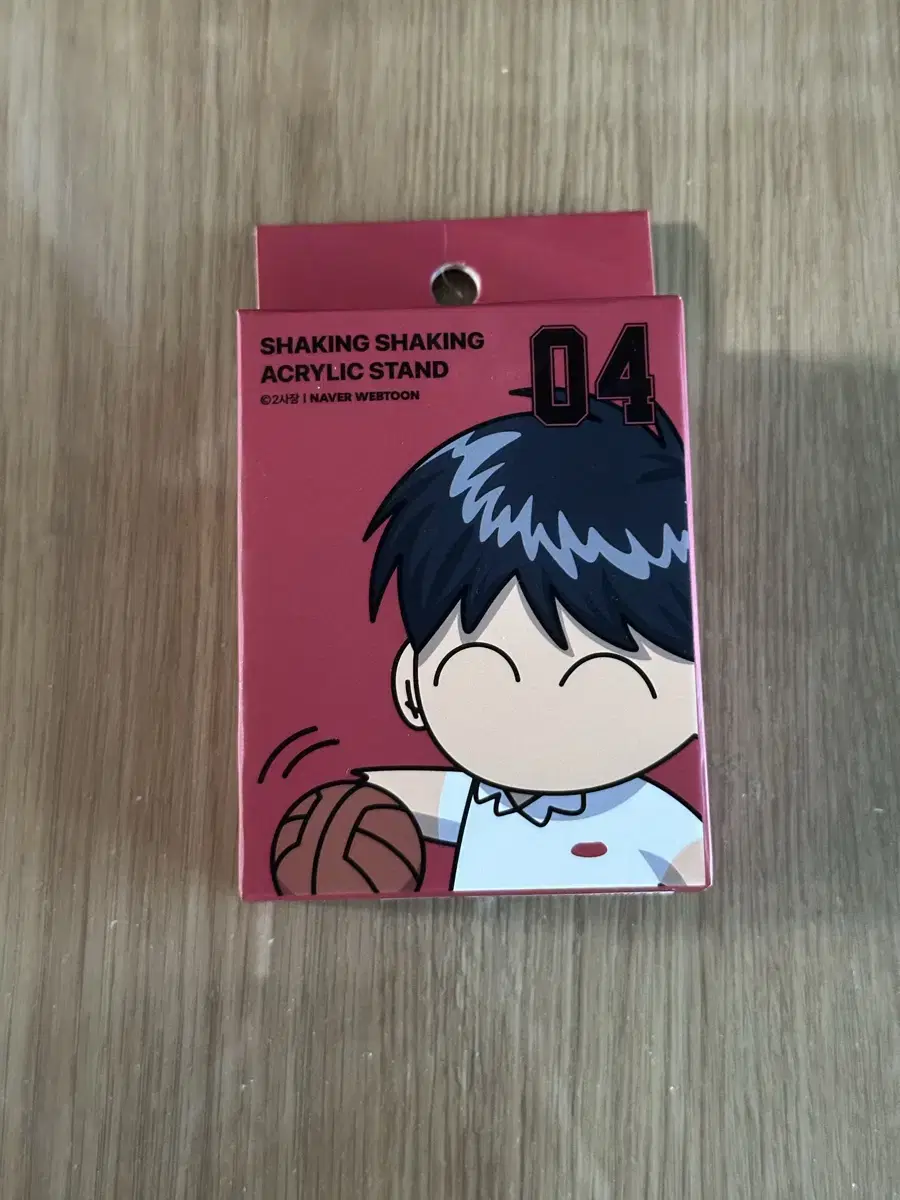 SHAKING SHAKING
ACRYLIC STAND
©2사장 | NAVER WEBTOON
04